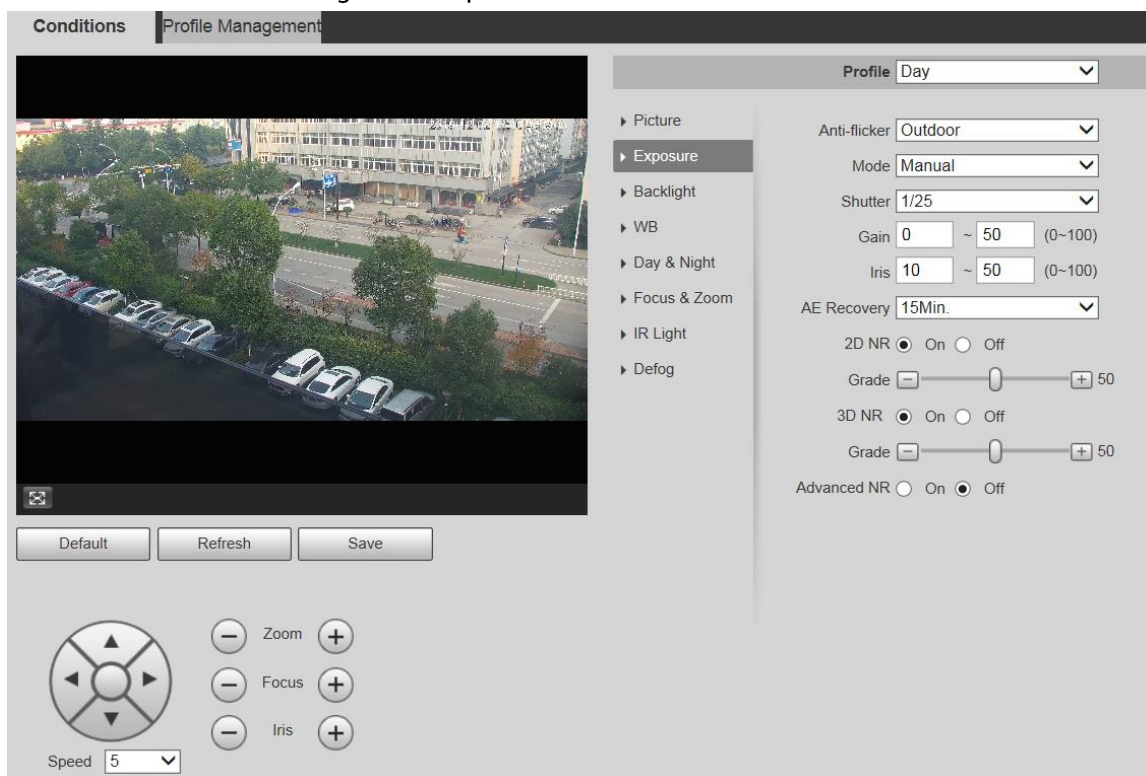 Conditions Profile Management
Profile Day
Picture
Exposure
Backlight
WB
Day & Night
Focus & Zoom
IR Light
Defog
Anti-flicker Outdoor
Mode Manual
Shutter 1/25
Gain 0 ~ 50 (0~100)
Iris 10 ~ 50 (0~100)
AE Recovery 15Min.
2D NR On Off
Grade 50
3D NR On Off
Grade 50
Advanced NR On Off
Default Refresh Save
Zoom
Focus
Iris
Speed 5